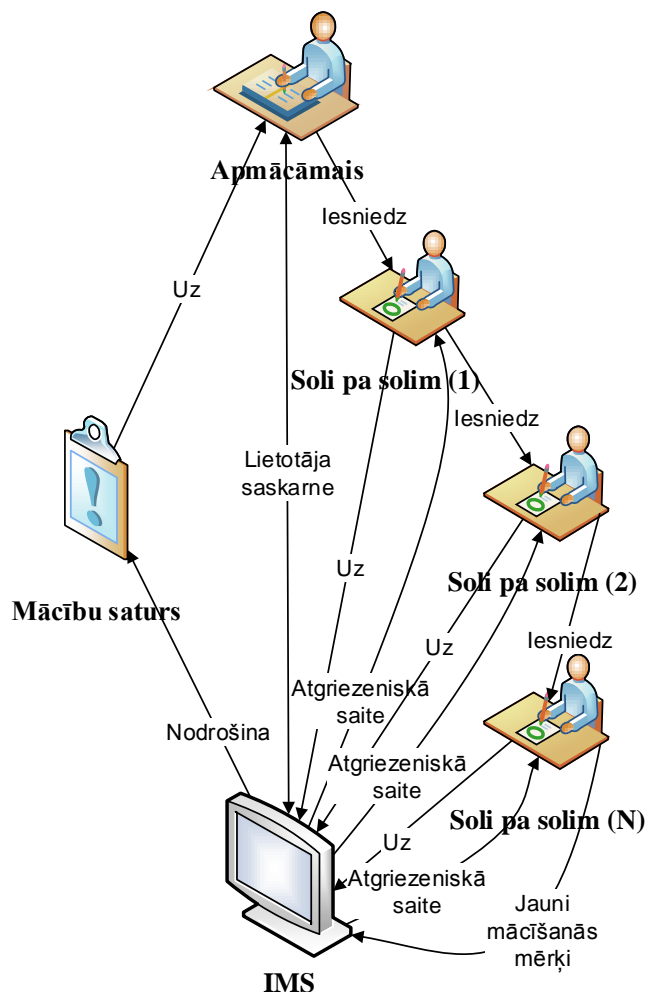 Apmācāmais
Iesniedz
Uz
Soli pa solim (1)
Iesniedz
Lietotāja
saskarne
Uz
Soli pa solim (2)
Mācību saturs
Uz
Iesniedz
Atgriezeniskā
saite
Nodrošina
Atgriezeniskā
saite
Soli pa solim (N)
Uz
Atgriezeniskā
saite
Jauni
mācīšanās
mērķi
IMS